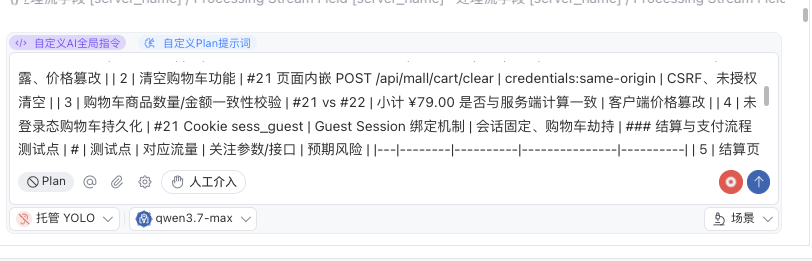 理流字段 [server_name] / Processing Stream Field [server_name]
处理流字段 [server_name] / Processing Stream Field
自定义AI全局指令
自定义Plan提示词
露、价格篡改 | | 2 | 清空购物车功能 | #21 页面内嵌 POST /api/mall/cart/clear | credentials:same-origin | CSRF、未授权
清空 | | 3 | 购物车商品数量/金额一致性校验 | #21 vs #22 | 小计 ¥79.00 是否与服务端计算一致 | 客户端价格篡改 | | 4 | 未
登录态购物车持久化 | #21 Cookie sess_guest | Guest Session 绑定机制 | 会话固定、购物车劫持 | ### 结算与支付流程
测试点 | # | 测试点 | 对应流量 | 关注参数/接口 | 预期风险 | |---|--------|----------|---------------|----------| | 5 | 结算页
Plan
人工介入
托管 YOLO
qwen3.7-max
场景